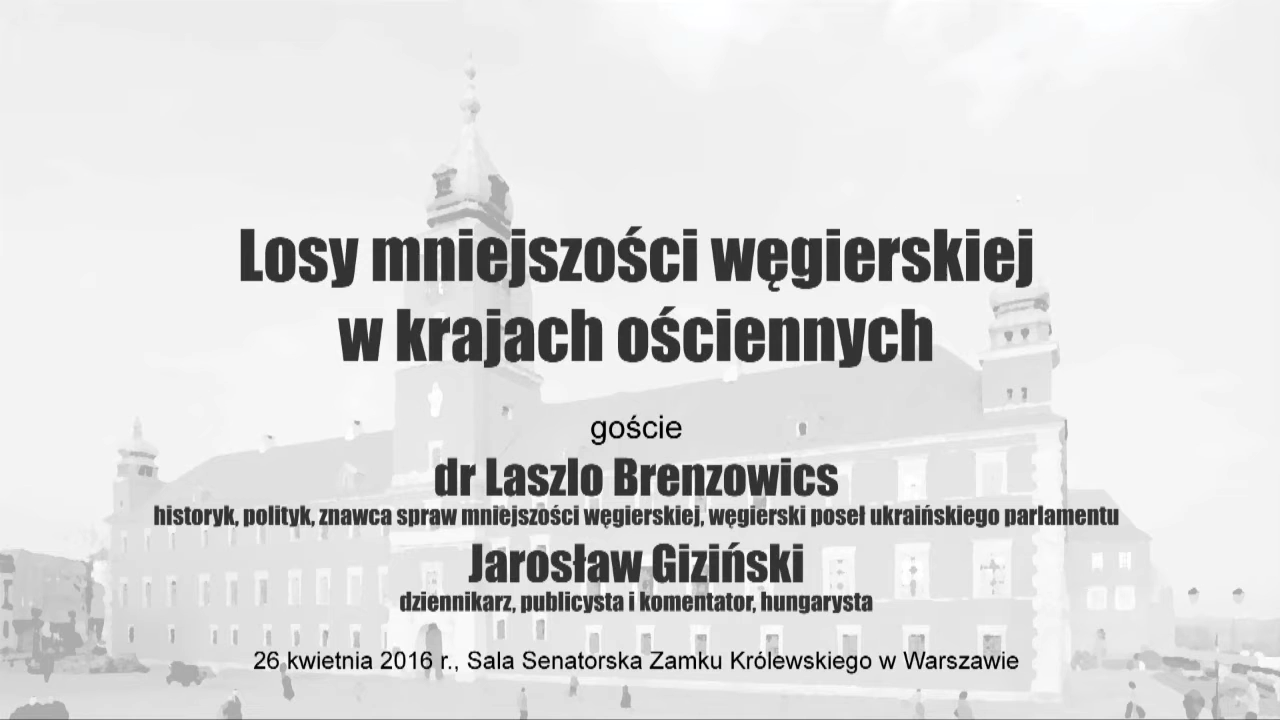 Losy mniejszości węgierskiej
w krajach ościennych
goście
dr Laszlo Brenzowics
historyk, polityk, znawca spraw mniejszości węgierskiej, węgierski poseł ukraińskiego parlamentu
Jarosław Giziński
dziennikarz, publicysta i komentator, hungarysta
26 kwietnia 2016 r., Sala Senatorska Zamku Królewskiego w Warszawie